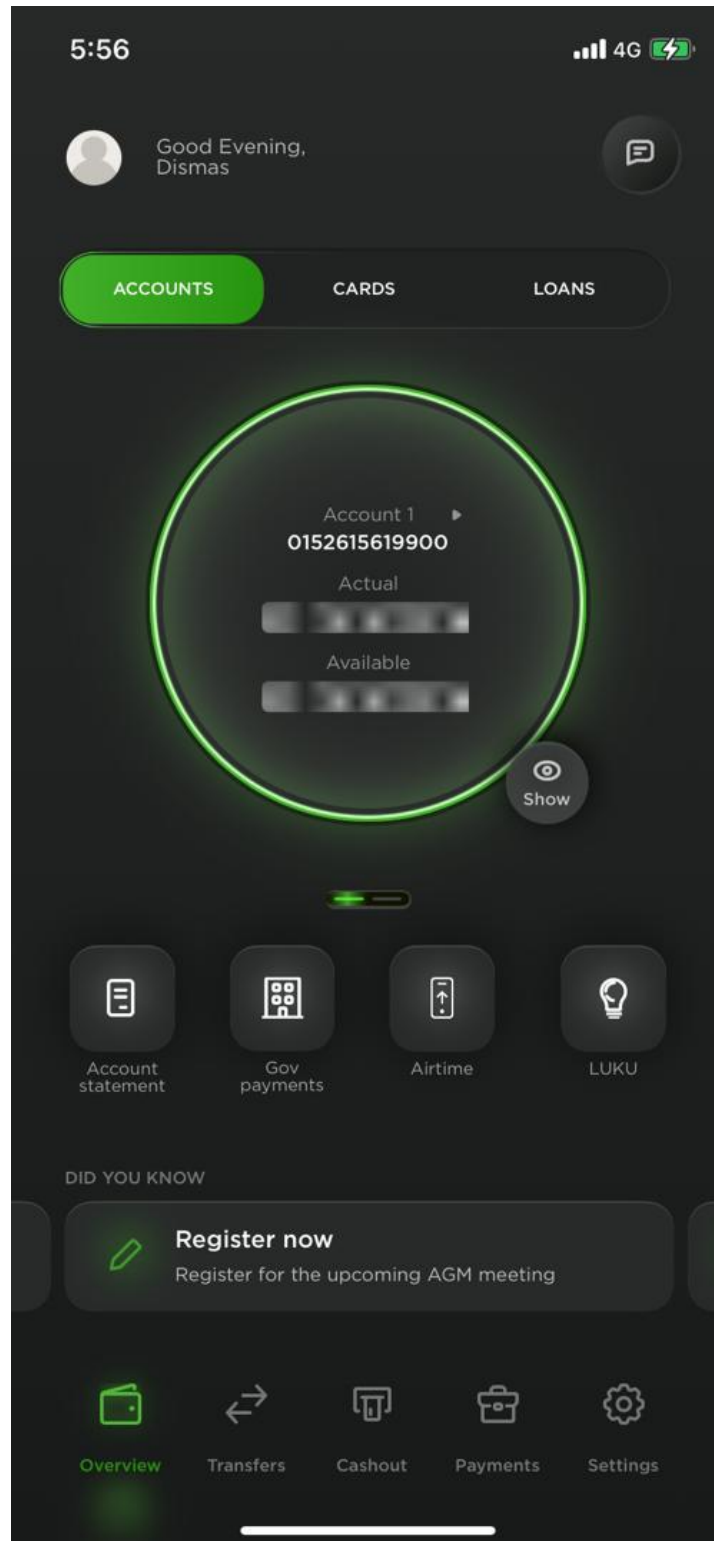 5:56
4G
Good Evening,
Dismas
ACCOUNTS
CARDS
LOANS
Account 1
0152615619900
Actual
Available
Show
Account
statement
Gov
payments
Airtime
LUKU
DID YOU KNOW
Register now
Register for the upcoming AGM meeting
Overview
Transfers
Cashout
Payments
Settings